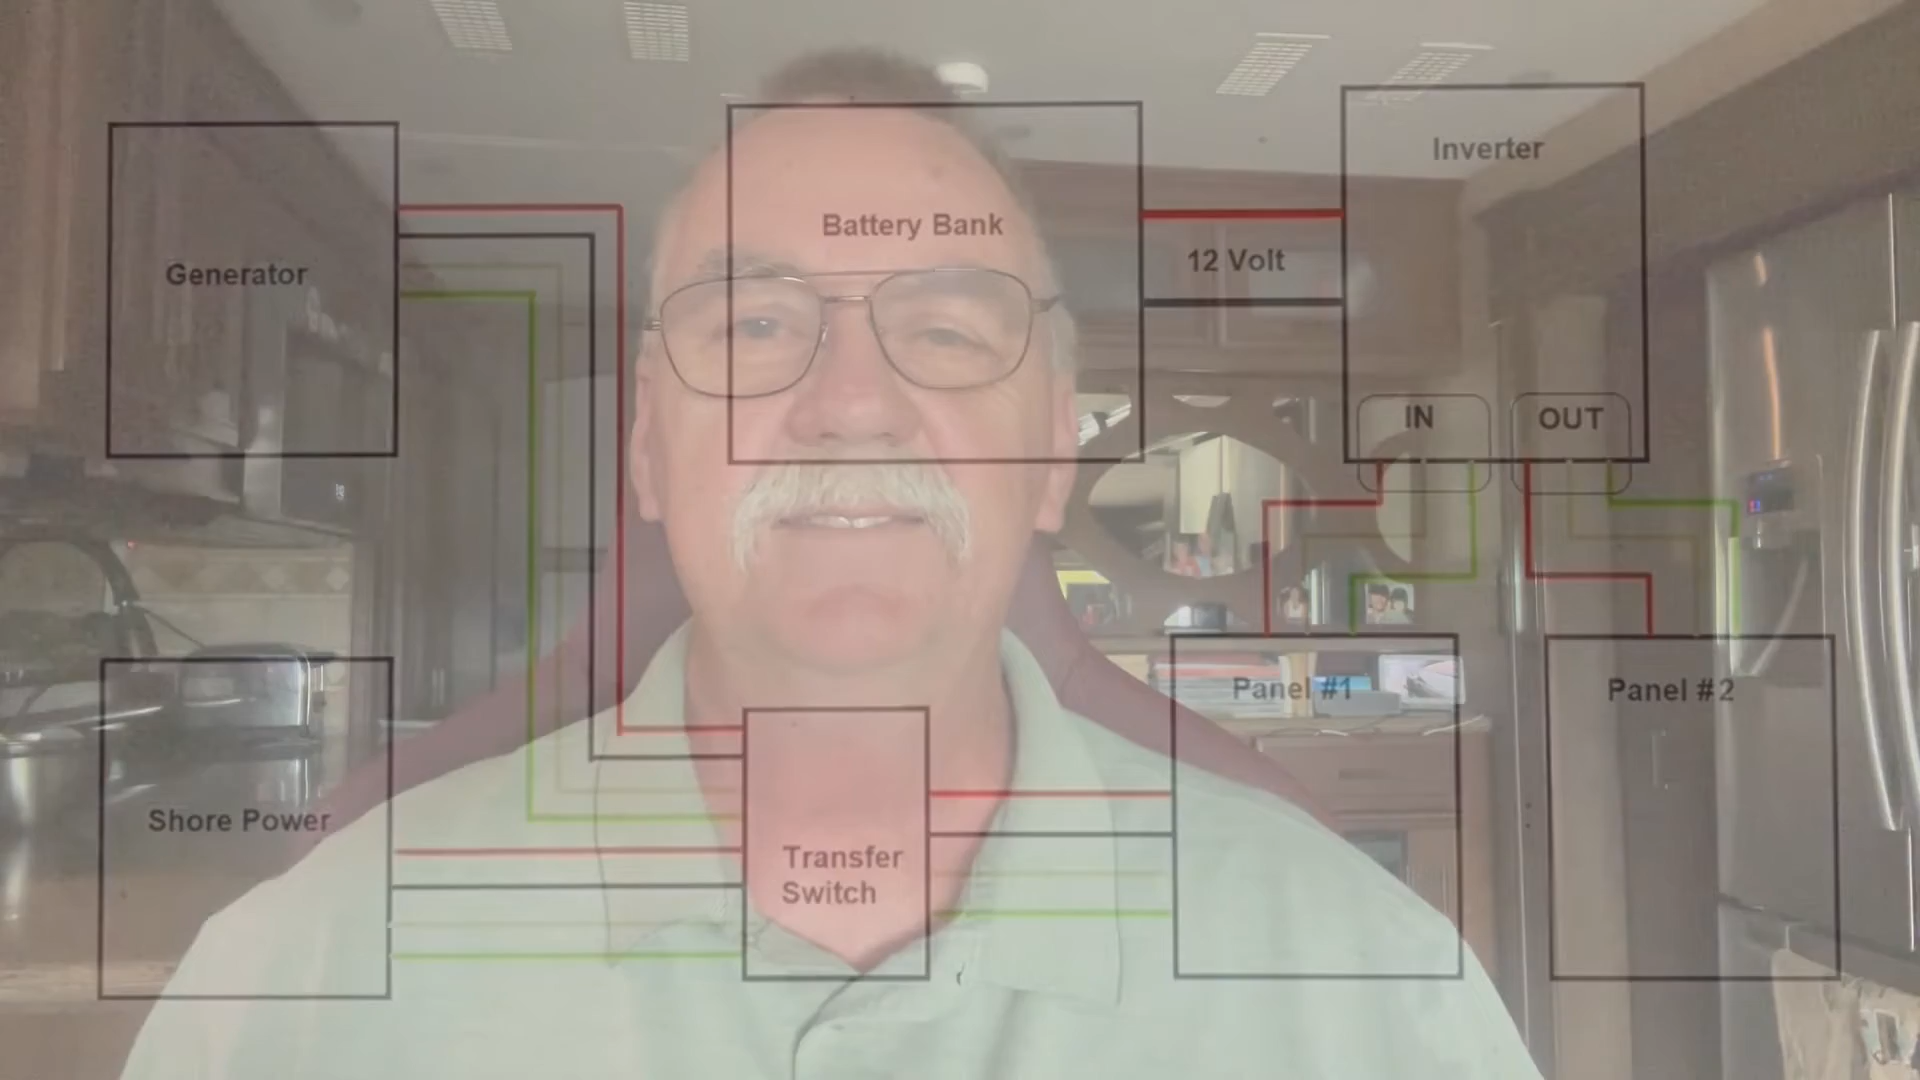 Generator
Battery Bank
12 Volt
Inverter
IN
OUT
Shore Power
Transfer
Switch
Panel #1
Panel #2